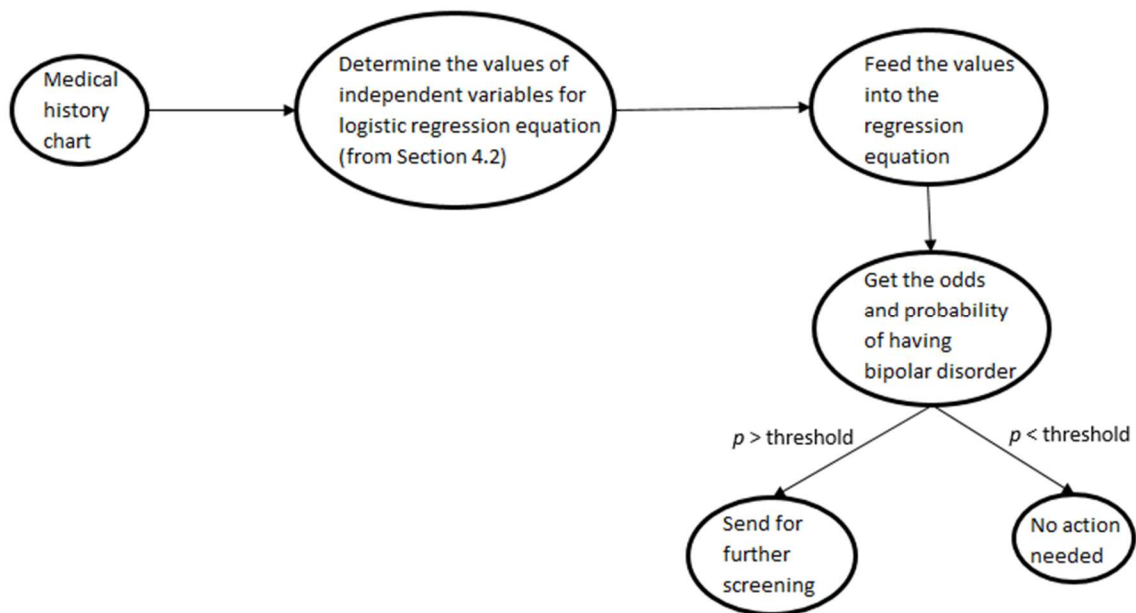 Medical
history
chart
Determine the values of
independent variables for
logistic regression equation
(from Section 4.2)
Feed the values
into the
regression
equation
Get the odds
and probability
of having
bipolar disorder
p > threshold
p < threshold
Send for
further
screening
No action
needed